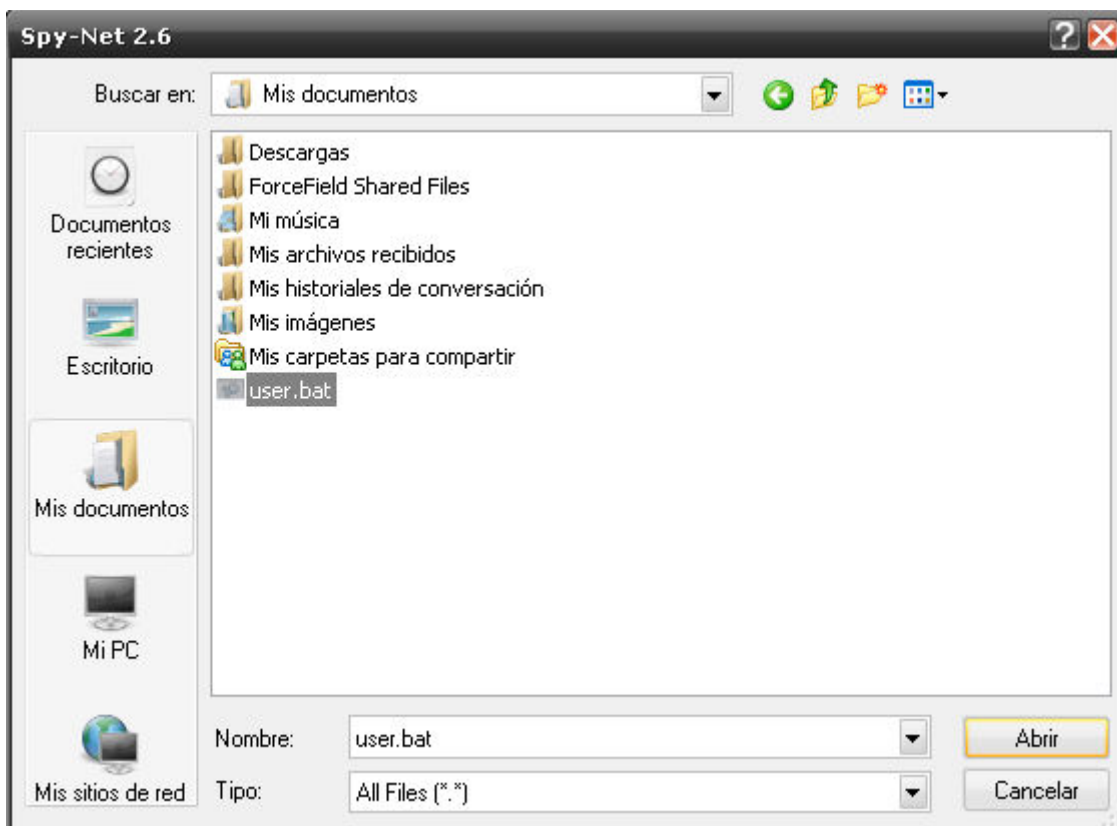 Spy-Net 2.6
Buscar en:
Mis documentos
Documentos
recientes
Escritorio
Mis documentos
Mi PC
Mis sitios de red
Descargas
ForceField Shared Files
Mi música
Mis archivos recibidos
Mis historiales de conversación
Mis imágenes
Mis carpetas para compartir
user.bat
Nombre:
user.bat
Abrir
Tipo:
All Files (*.*)
Cancelar